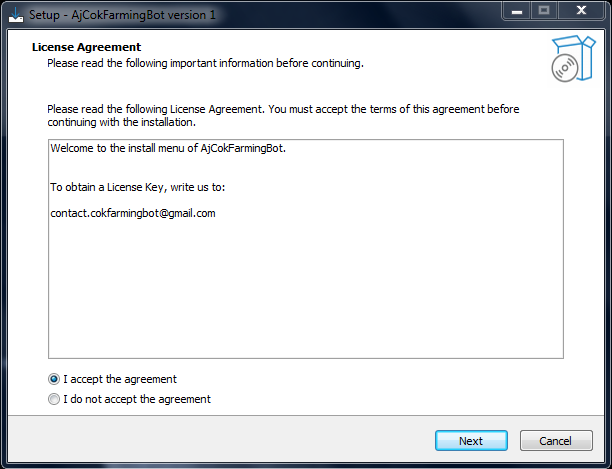 Setup - AjCokFarmingBot version 1
License Agreement
Please read the following important information before continuing.
Please read the following License Agreement. You must accept the terms of this agreement before
continuing with the installation.
Welcome to the install menu of AjCokFarmingBot.
To obtain a License Key, write us to:
contact.cokfarmingbot@gmail.com
I accept the agreement
I do not accept the agreement
Next
Cancel